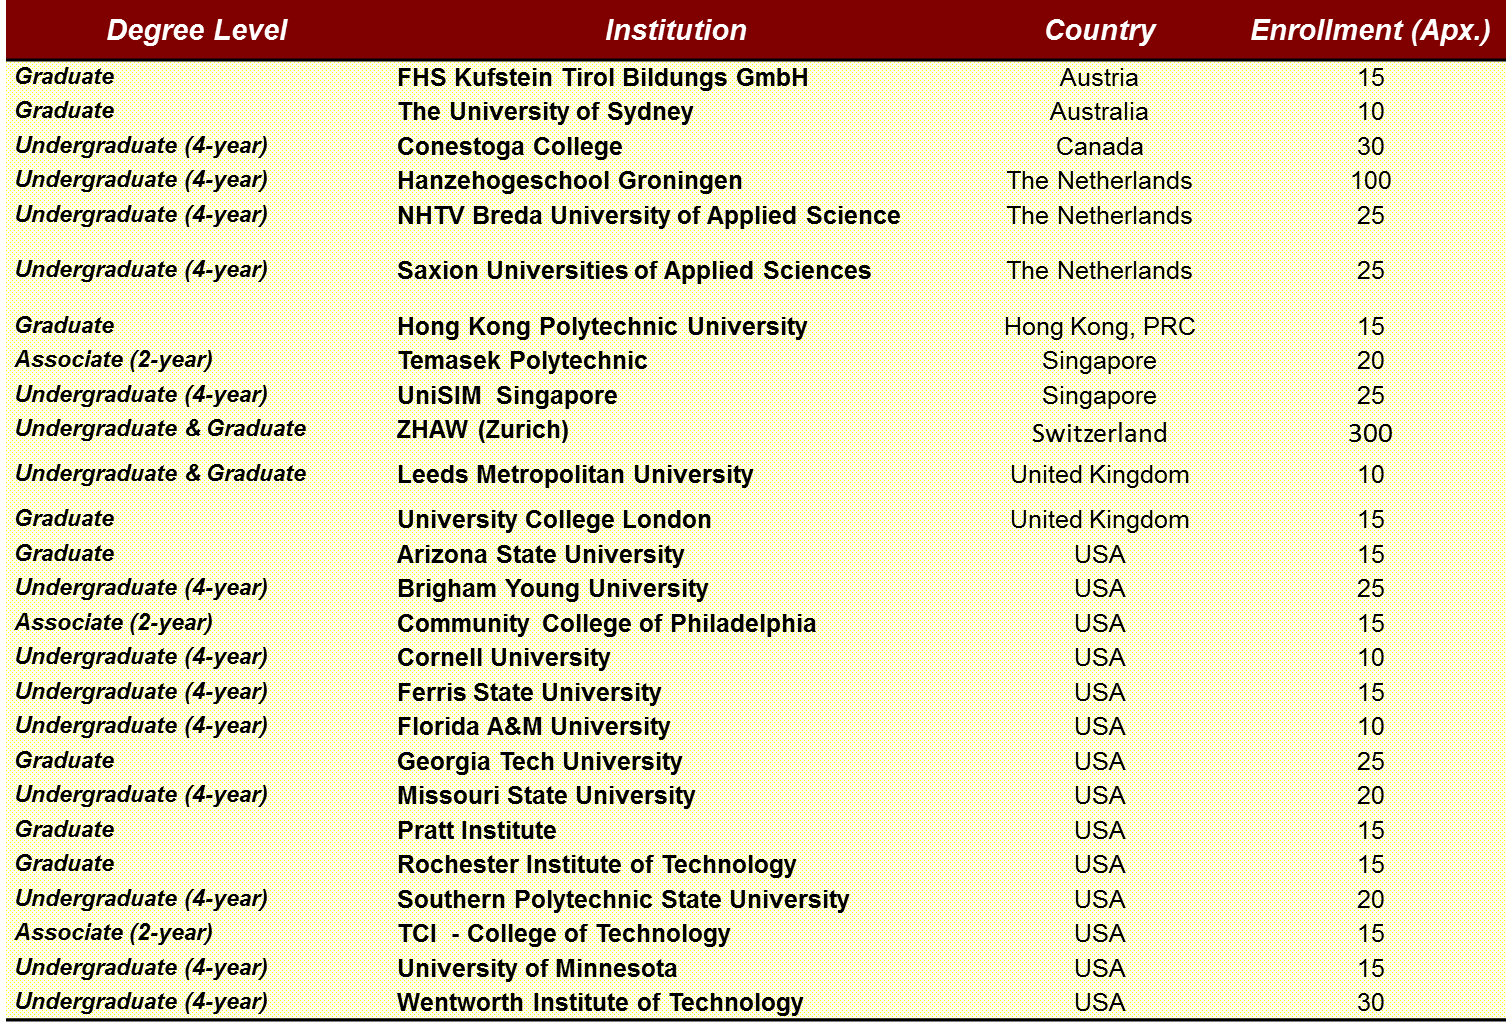 Degree Level Institution Country Enrollment (Apx.)
Graduate FHS Kufstein Tirol Bildungs GmbH Austria 15
Graduate The University of Sydney Australia 10
Undergraduate (4-year) Conestoga College Canada 30
Undergraduate (4-year) Hanzehogeschool Groningen The Netherlands 100
Undergraduate (4-year) NHTV Breda University of Applied Science The Netherlands 25
Undergraduate (4-year) Saxion Universities of Applied Sciences The Netherlands 25
Graduate Hong Kong Polytechnic University Hong Kong, PRC 15
Associate (2-year) Temasek Polytechnic Singapore 20
Undergraduate (4-year) UniSIM Singapore Singapore 25
Undergraduate & Graduate ZHAW (Zurich) Switzerland 300
Undergraduate & Graduate Leeds Metropolitan University United Kingdom 10
Graduate University College London United Kingdom 15
Graduate Arizona State University USA 15
Undergraduate (4-year) Brigham Young University USA 25
Associate (2-year) Community College of Philadelphia USA 15
Undergraduate (4-year) Cornell University USA 10
Undergraduate (4-year) Ferris State University USA 15
Undergraduate (4-year) Florida A&M University USA 10
Graduate Georgia Tech University USA 25
Undergraduate (4-year) Missouri State University USA 20
Graduate Pratt Institute USA 15
Graduate Rochester Institute of Technology USA 15
Undergraduate (4-year) Southern Polytechnic State University USA 20
Associate (2-year) TCI - College of Technology USA 15
Undergraduate (4-year) University of Minnesota USA 15
Undergraduate (4-year) Wentworth Institute of Technology USA 30